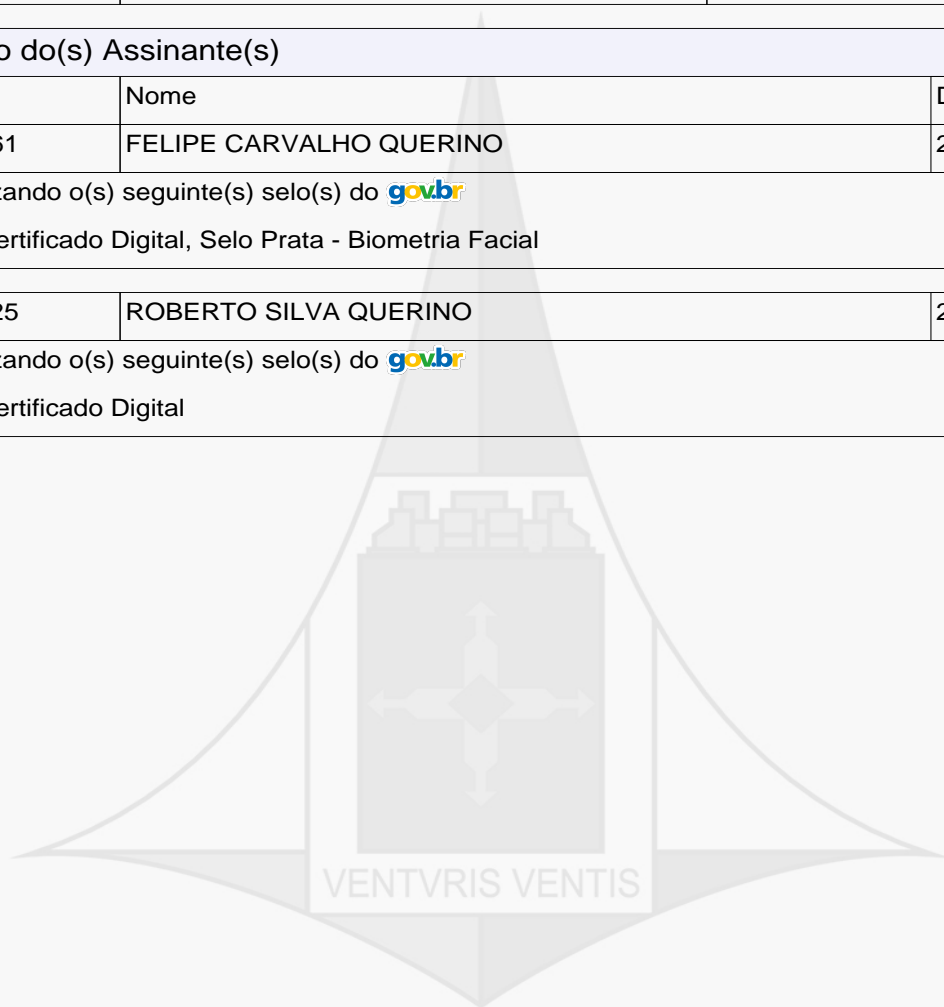 o do(s) Assinante(s)
Nome
61 FELIPE CARVALHO QUERINO 2
tando o(s) seguinte(s) selo(s) do gov.br
ertificado Digital, Selo Prata - Biometria Facial
25 ROBERTO SILVA QUERINO 2
tando o(s) seguinte(s) selo(s) do gov.br
ertificado Digital
VENTVRIS VENTIS